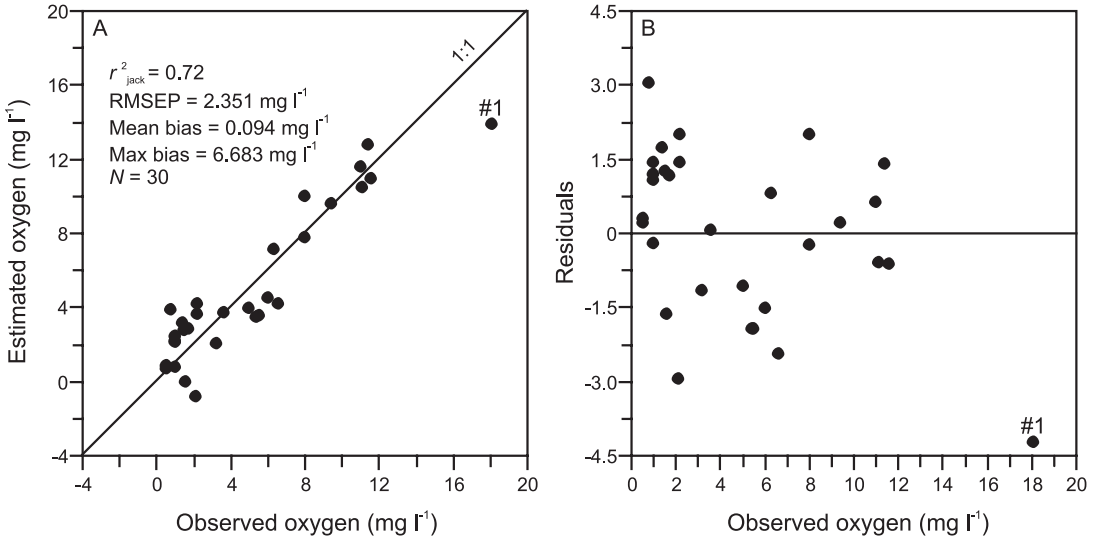 A
r²jack = 0.72
RMSEP = 2.351 mg l⁻¹
Mean bias = 0.094 mg l⁻¹
Max bias = 6.683 mg l⁻¹
N = 30
1:1
#1
20
16
12
8
4
0
-4
Estimated oxygen (mg l⁻¹)
-4 0 4 8 12 16 20
Observed oxygen (mg l⁻¹)
B
4.5
3.0
1.5
0
-1.5
-3.0
-4.5
Residuals
#1
0 2 4 6 8 10 12 14 16 18 20
Observed oxygen (mg l⁻¹)